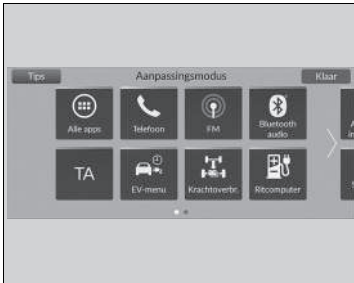 Tips
Aanpassingsmodus
Klaar
Alle apps
Telefoon
FM
Bluetooth
audio
TA
EV-menu
Krachtoverbr.
Ritcomputer